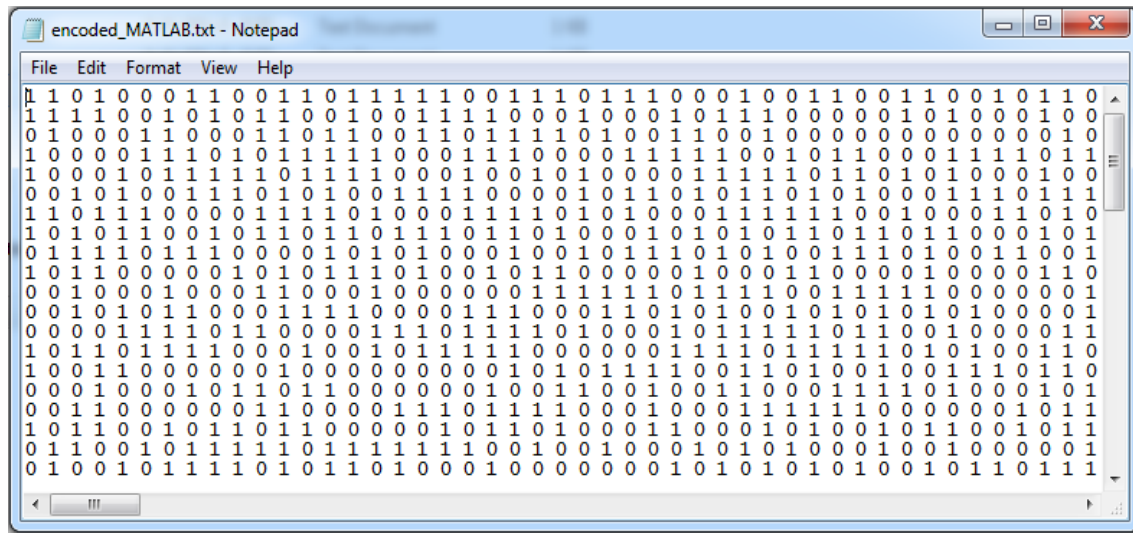 encoded_MATLAB.txt - Notepad
File Edit Format View Help
1 1 0 1 0 0 0 1 1 0 0 1 1 0 1 1 1 1 1 0 0 1 1 1 0 1 1 1 0 0 0 1 0 0 1 1 0 0 1 1 0 0 1 0 1 1 0
1 1 1 1 0 0 1 0 1 0 1 1 0 0 1 1 1 1 0 0 0 1 0 0 0 1 0 1 1 1 0 0 0 0 0 1 0 1 0 0 0 1 0 0
0 1 0 0 0 1 1 0 0 0 1 1 0 1 1 0 0 1 1 0 1 1 1 1 0 1 0 0 1 1 0 0 1 0 0 0 0 0 0 0 0 0 0 0 1 0
1 0 0 0 0 1 1 1 0 1 0 1 1 1 1 1 1 0 0 0 1 1 1 0 0 0 0 1 1 1 1 1 0 0 1 0 1 1 0 0 0 1 1 1 1 0 1 1
1 0 0 0 1 0 1 1 1 1 1 1 0 1 1 1 1 1 0 0 0 1 0 0 1 0 1 0 0 0 0 1 1 1 1 1 1 0 1 1 0 1 0 0 0 1 0 0
0 0 1 0 1 0 0 1 1 1 0 1 0 1 0 0 1 1 1 1 0 0 0 0 1 0 1 1 0 1 1 0 1 0 1 0 0 0 1 1 1 0 1 1
1 1 0 1 1 1 0 0 0 0 1 1 1 1 0 1 0 0 0 1 1 1 1 0 1 0 1 0 0 0 1 1 1 1 1 1 0 0 1 0 0 0 1 1 0 1 0
1 0 1 0 1 1 0 0 1 0 1 1 0 1 1 0 1 1 1 0 1 1 0 1 0 0 0 1 0 1 0 1 0 1 1 0 1 1 0 1 1 0 0 0 1 0 1
0 1 1 1 1 0 1 1 1 0 0 0 0 1 0 1 0 1 0 0 0 1 0 0 1 0 1 1 1 0 1 0 1 0 1 0 0 1 1 1 0 1 0 0 1 1 0 0 1
1 0 1 1 0 0 0 0 0 1 0 1 0 1 1 1 0 1 0 0 1 0 1 1 0 0 0 0 0 1 0 0 0 1 1 0 0 0 1 0 0 0 0 1 1 0
0 0 1 0 0 0 1 0 0 0 1 1 0 0 0 1 0 0 0 0 0 0 1 1 1 1 1 1 0 1 1 1 1 0 0 1 1 1 1 1 0 0 0 0 0 0 1
0 0 1 0 1 0 1 1 0 0 0 1 1 1 1 0 0 0 0 1 1 1 0 0 0 1 1 0 1 0 1 0 0 1 0 1 0 1 0 1 0 1 0 0 0 0 1
0 0 0 0 1 1 1 1 0 1 1 0 0 0 0 1 1 1 0 1 1 1 1 0 1 0 0 0 1 0 1 1 1 1 1 0 1 1 0 1 0 0 0 0 1 1
1 0 1 1 0 1 1 1 1 0 0 0 1 0 0 1 0 1 1 1 1 1 0 0 0 0 0 0 1 1 1 1 0 1 1 1 1 1 1 0 1 0 1 0 0 1 1 0
1 0 0 1 1 0 0 0 0 0 0 1 0 0 0 0 0 0 0 0 1 0 1 0 1 1 1 1 0 0 1 1 0 1 0 0 1 0 0 1 1 1 0 1 1 0
0 0 0 1 0 0 0 1 0 1 1 0 1 1 0 0 0 0 0 0 1 0 0 1 1 0 0 1 1 0 0 0 1 1 1 1 0 1 0 0 0 1 0 1
0 0 1 1 0 0 0 0 0 0 1 1 0 0 0 0 1 1 1 0 1 1 1 1 0 0 0 1 0 0 0 1 1 1 1 1 1 1 0 0 0 0 0 0 1 0 1 1
1 0 1 1 0 0 0 1 1 0 1 1 0 0 0 0 0 1 0 1 1 0 1 0 0 0 1 1 0 0 0 1 0 1 0 0 1 0 1 1 0 0 0 1 0 1 1
0 1 1 0 0 1 0 1 1 1 1 0 1 1 1 1 1 1 1 0 0 1 0 0 1 0 0 0 1 0 1 0 1 0 1 0 0 0 1 0 0 1 0 0 0 1 0
0 1 0 0 1 0 1 1 1 1 0 1 0 1 1 0 1 0 0 0 1 0 0 0 0 0 0 0 1 0 1 0 1 0 1 0 1 0 0 1 0 1 1 0 1 1 1